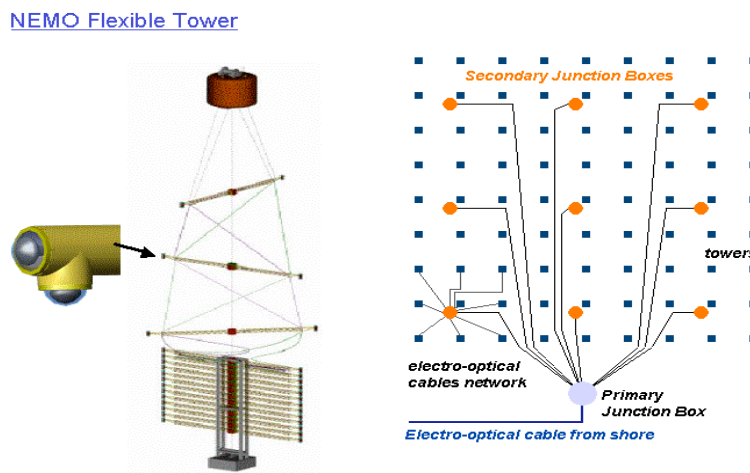 NEMO Flexible Tower
Secondary Junction Boxes
towers
electro-optical
cables network
Primary
Junction Box
Electro-optical cable from shore